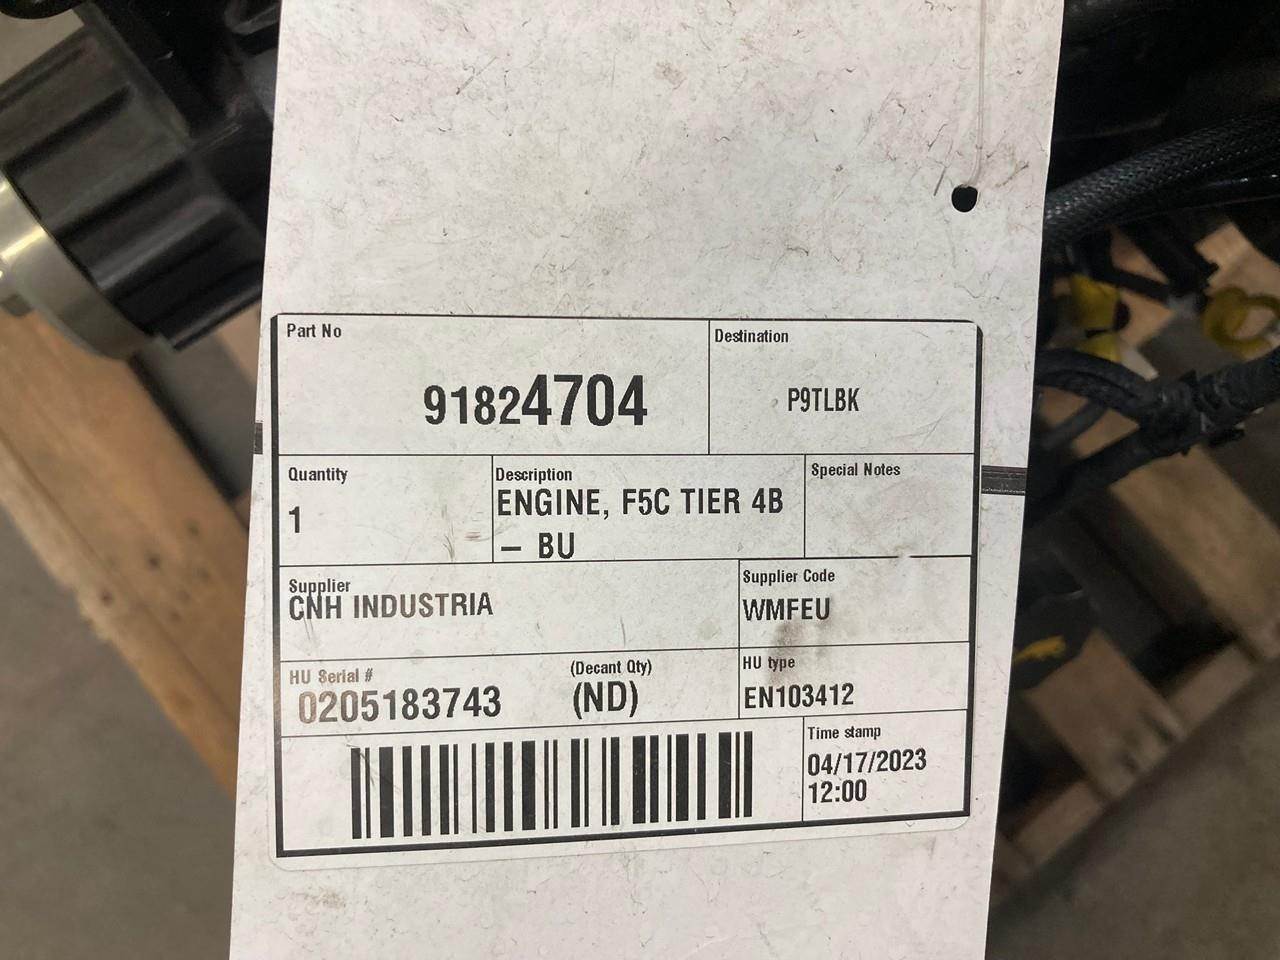 Part No
91824704
Destination
P9TLBK
Quantity
1
Description
ENGINE, F5C TIER 4B
– BU
Special Notes
Supplier
CNH INDUSTRIA
Supplier Code
WMFEU
HU Serial #
0205183743
(Decant Qty)
(ND)
HU type
EN103412
Time stamp
04/17/2023
12:00